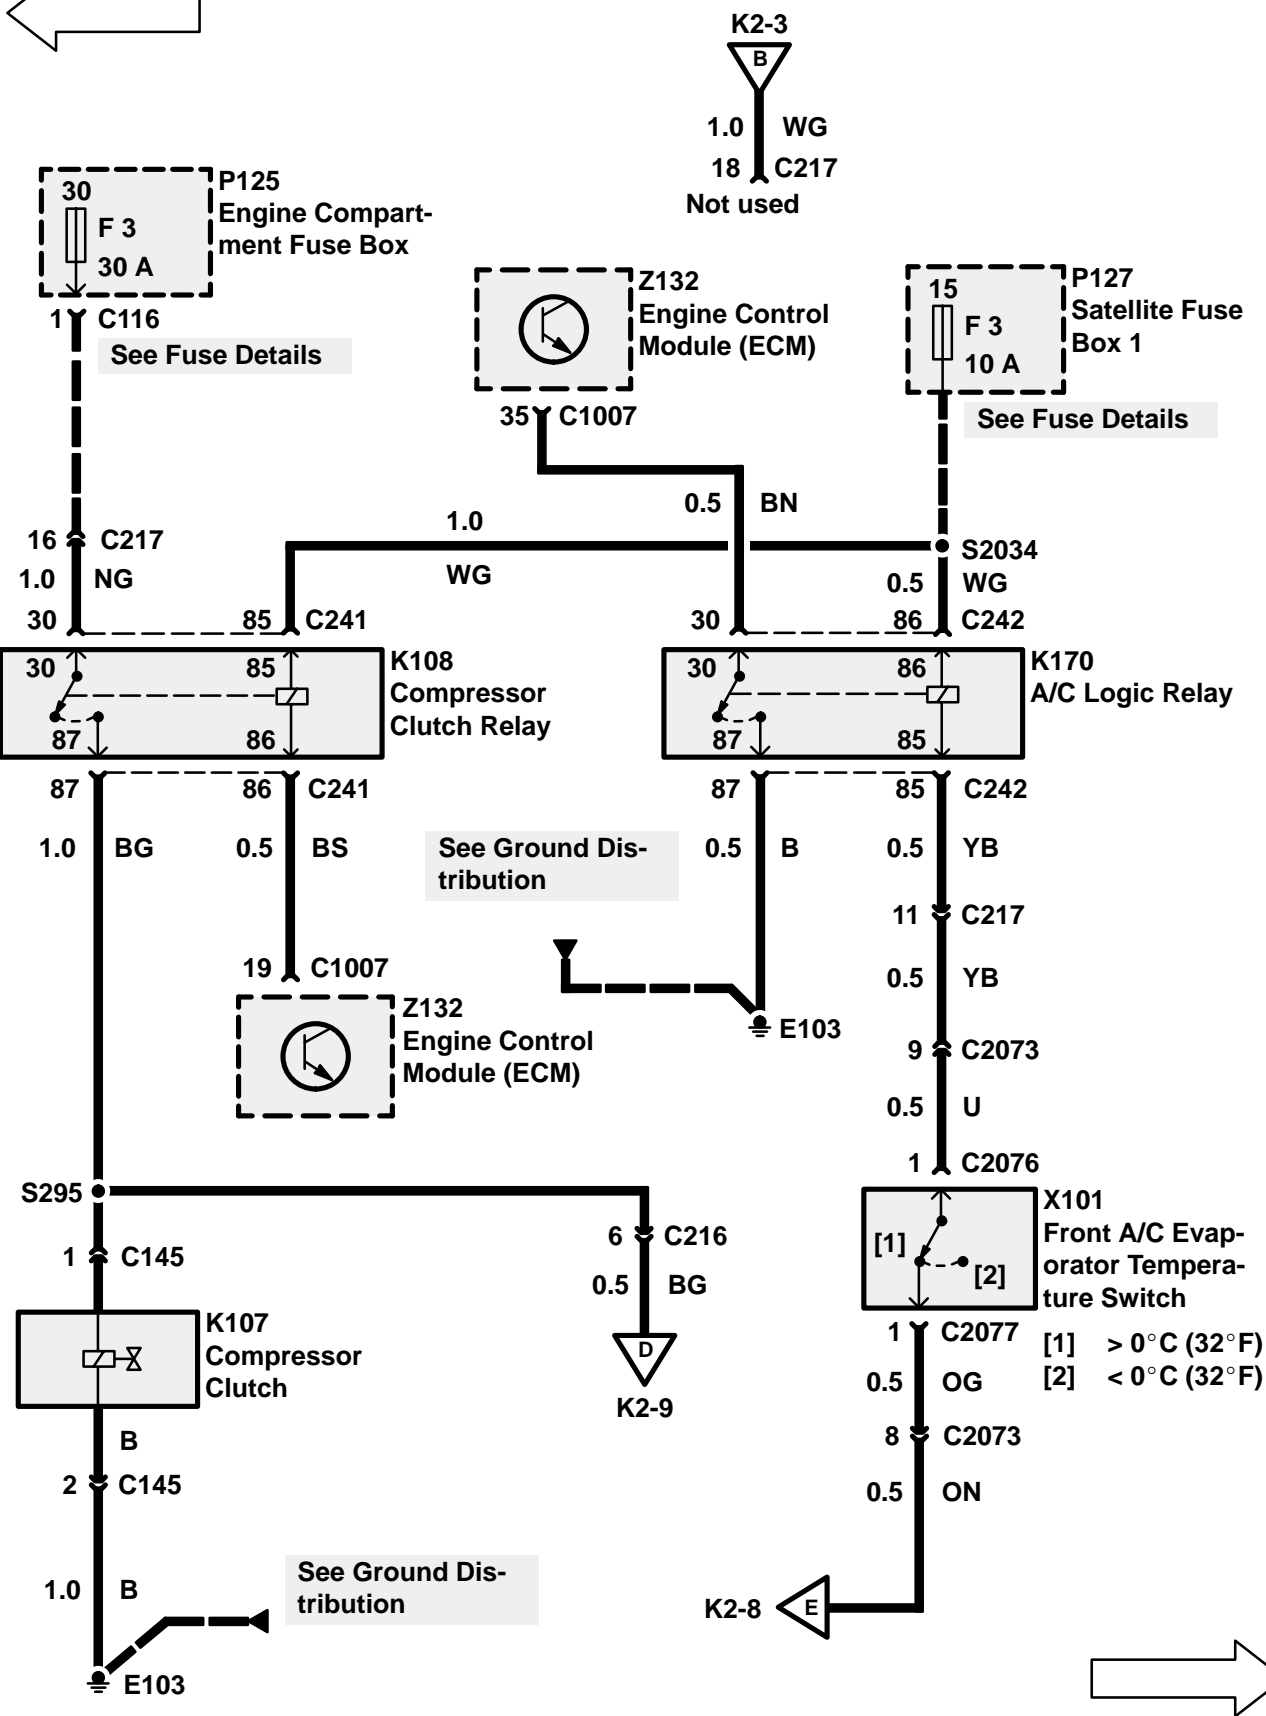 K2-3
B
1.0 WG
18 C217
Not used
30
F 3
30 A
P125
Engine Compart-
ment Fuse Box
1 C116
See Fuse Details
Z132
Engine Control
Module (ECM)
35 C1007
15
F 3
10 A
P127
Satellite Fuse
Box 1
See Fuse Details
0.5 BN
1.0
WG
16 C217
1.0 NG
S2034
0.5 WG
30 85 C241
30 86 C242
30 85
87 86
K108
Compressor
Clutch Relay
30 86
87 85
K170
A/C Logic Relay
87 86 C241
87 85 C242
1.0 BG
0.5 BS
See Ground Dis-
tribution
0.5 B
0.5 YB
11 C217
0.5 YB
19 C1007
Z132
Engine Control
Module (ECM)
E103
9 C2073
0.5 U
1 C2076
S295
1 C145
6 C216
0.5 BG
D
K2-9
[1]
[2]
X101
Front A/C Evap-
orator Tempera-
ture Switch
[1] > 0°C (32°F)
[2] < 0°C (32°F)
K107
Compressor
Clutch
1 C2077
0.5 OG
8 C2073
0.5 ON
B
2 C145
1.0 B
See Ground Dis-
tribution
E103
K2-8
E